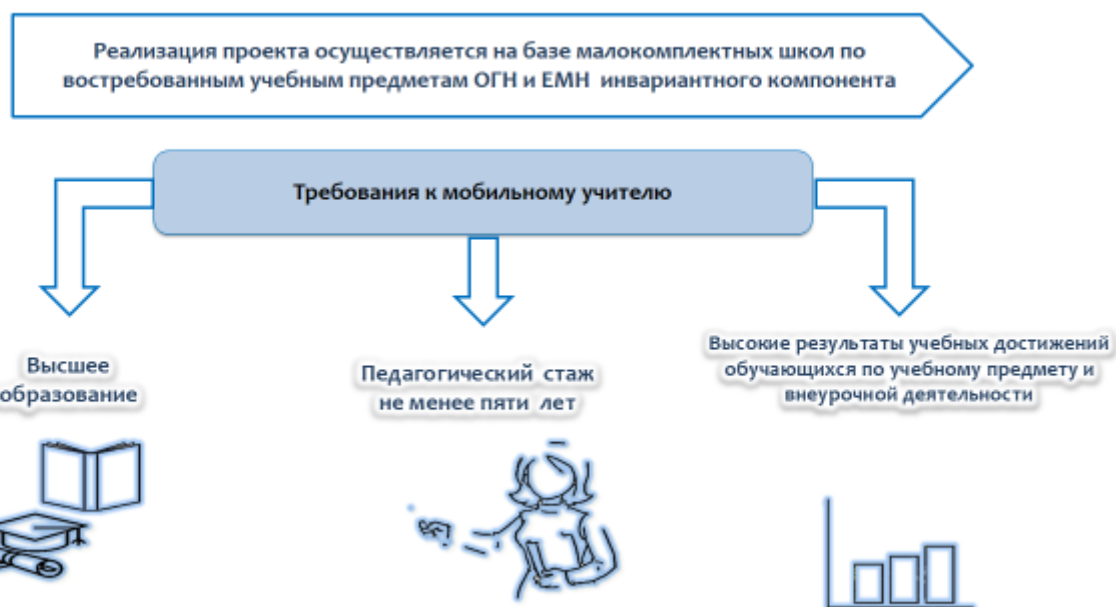 Реализация проекта осуществляется на базе малокомплектных школ по
востребованным учебным предметам ОГН и ЕМН инвариантного компонента
Требования к мобильному учителю
Высшее
образование
Педагогический стаж
не менее пяти лет
Высокие результаты учебных достижений
обучающихся по учебному предмету и
внеурочной деятельности